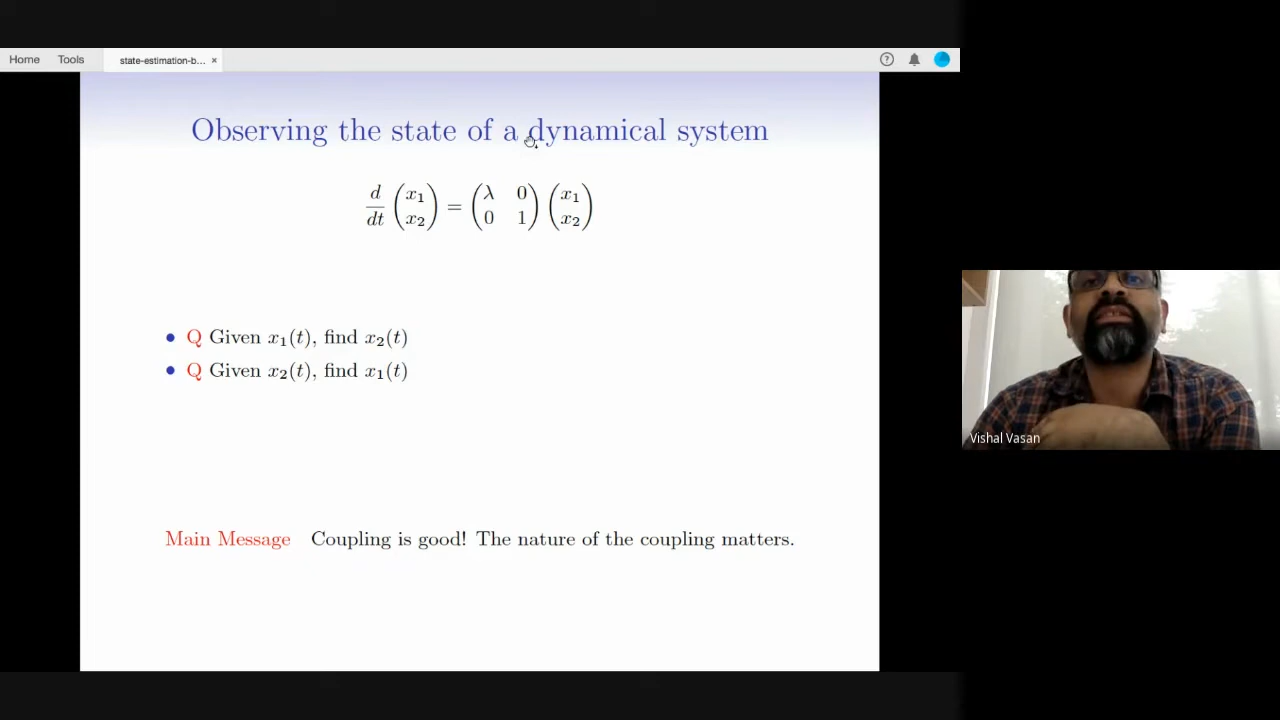 Home Tools state-estimation-b... ×
Observing the state of a dynamical system
d/dt (x₁ x₂) = (λ 0 0 1) (x₁ x₂)
• Q Given x₁(t), find x₂(t)
• Q Given x₂(t), find x₁(t)
Main Message Coupling is good! The nature of the coupling matters.
Vishal Vasan